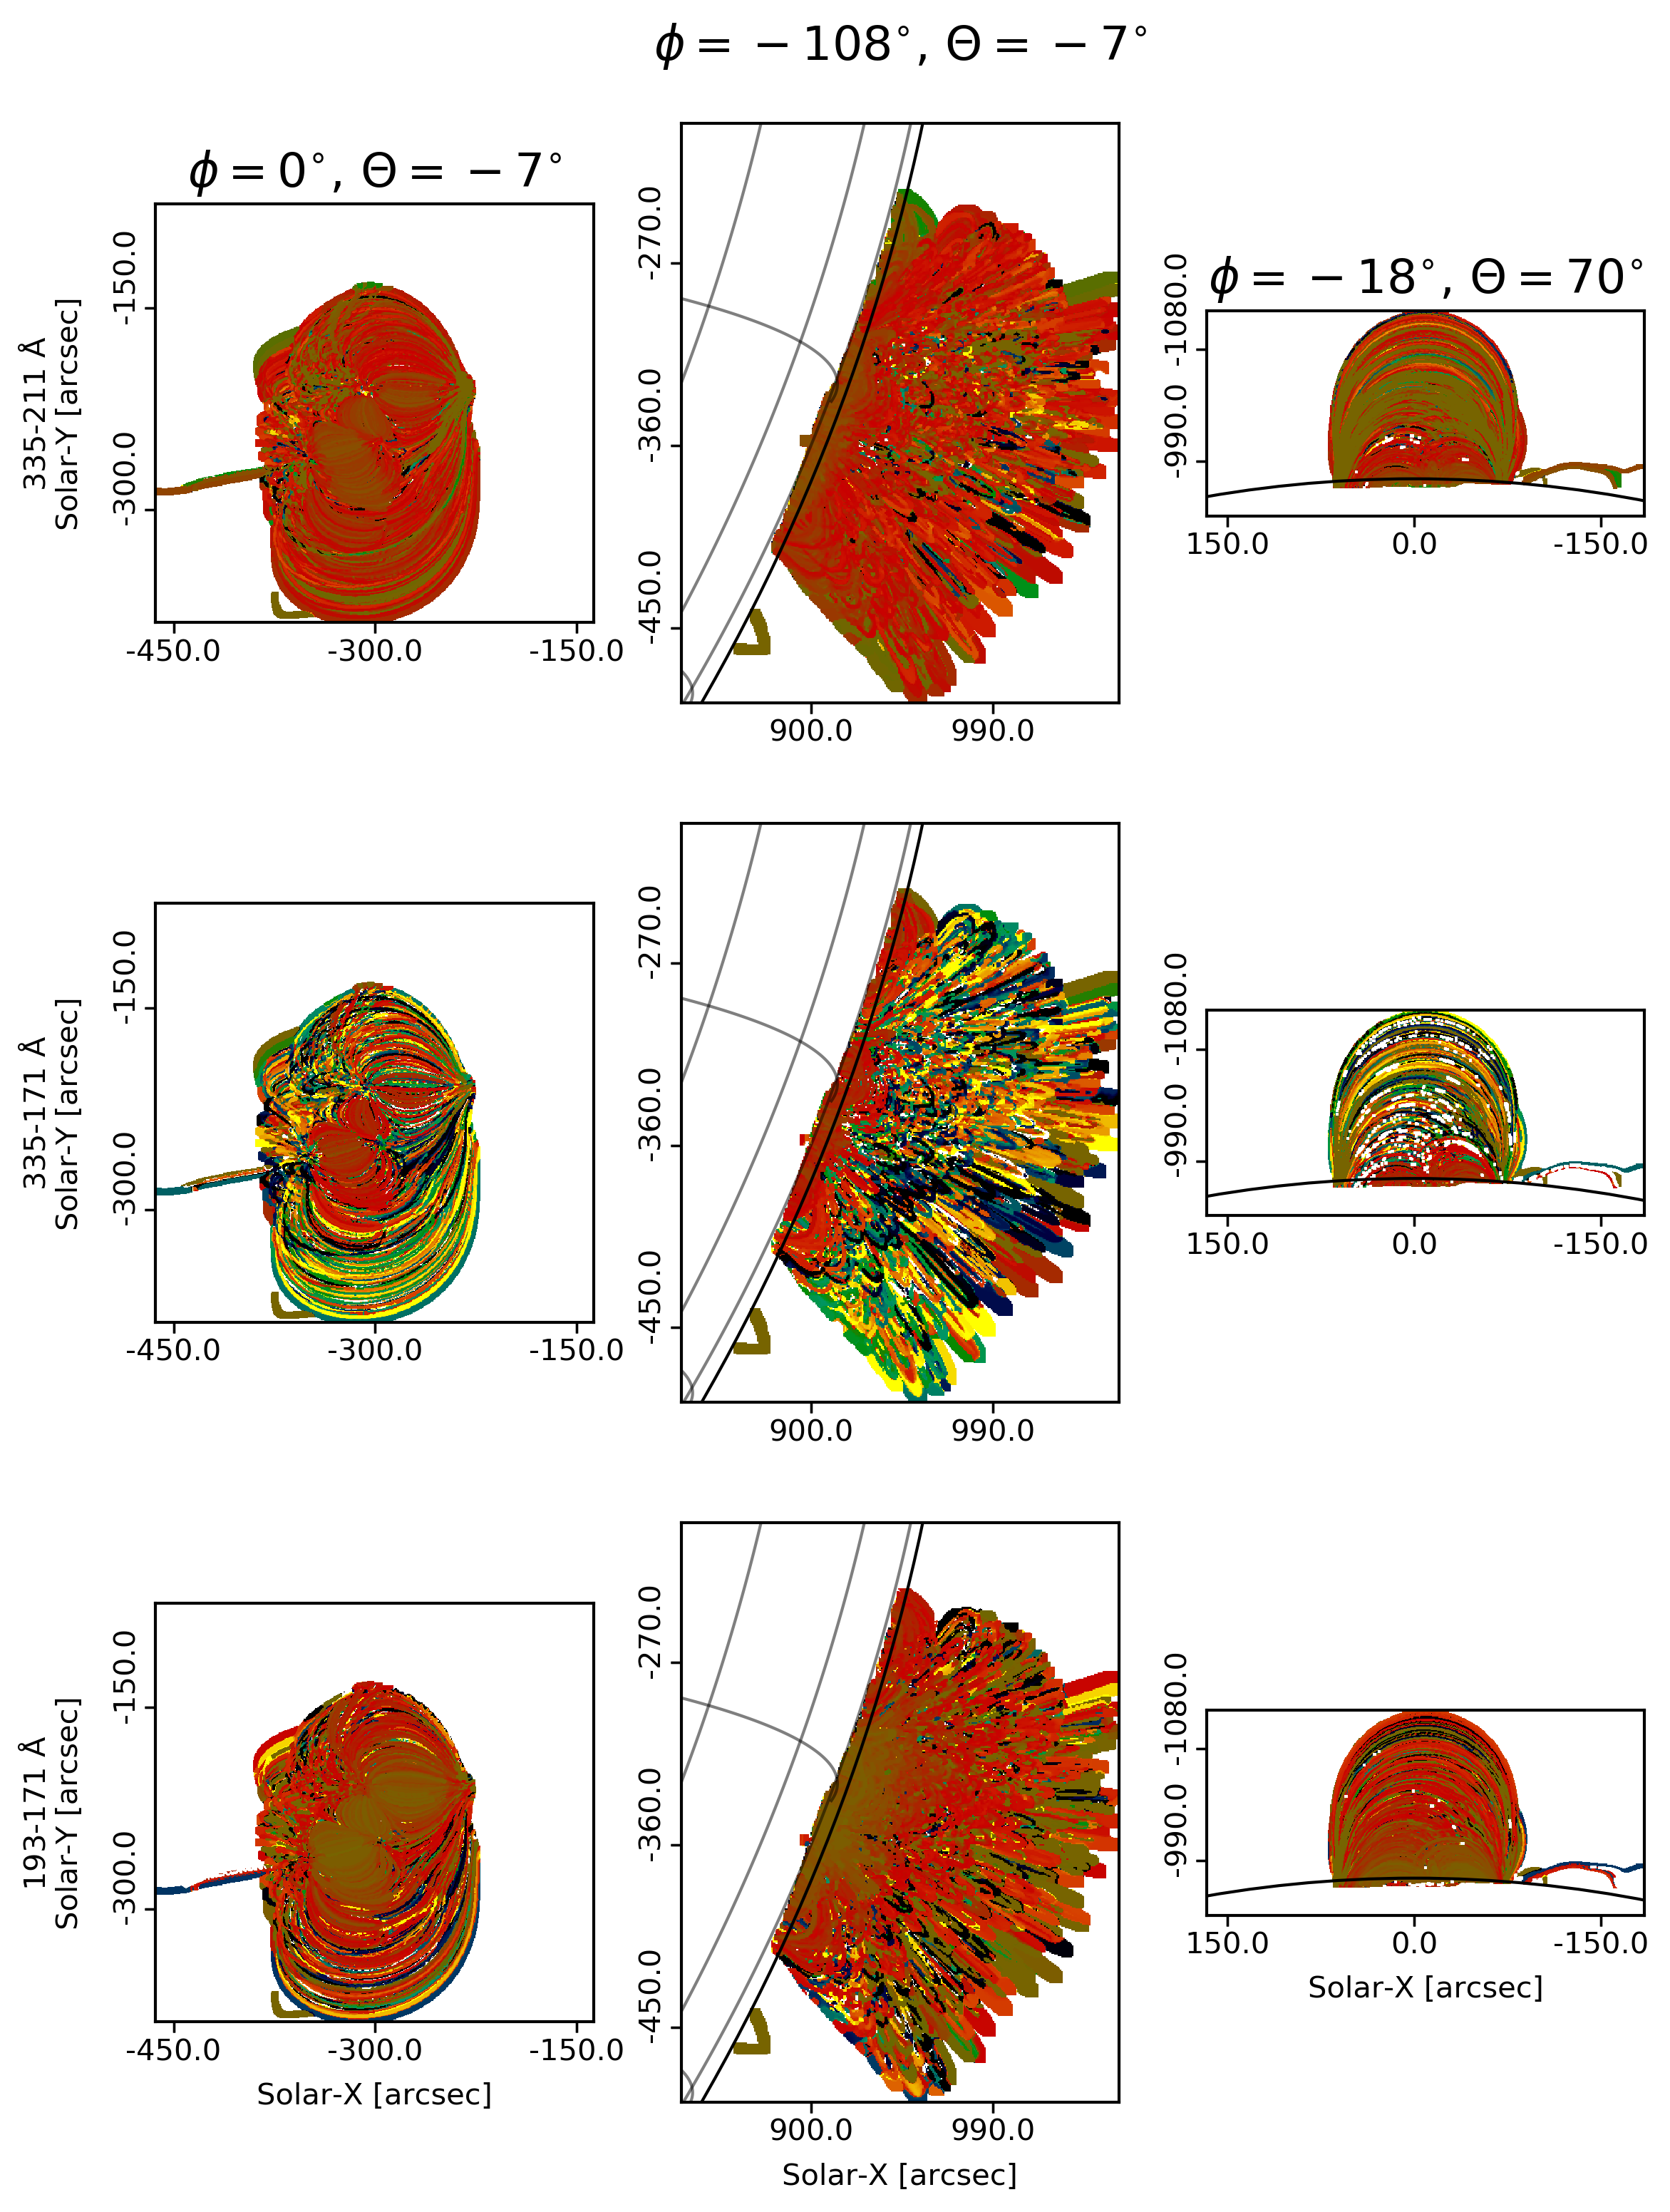 ϕ = − 108°, Θ = − 7°
ϕ = 0°, Θ = − 7°
ϕ = − 18°, Θ = 70°
335-211 Å
Solar-Y [arcsec]
-150.0
-300.0
-450.0 -300.0 -150.0
-270.0
-360.0
-450.0
900.0 990.0
-1080.0
-990.0
150.0 0.0 -150.0
335-171 Å
Solar-Y [arcsec]
-150.0
-300.0
-450.0 -300.0 -150.0
-270.0
-360.0
-450.0
900.0 990.0
-1080.0
-990.0
150.0 0.0 -150.0
193-171 Å
Solar-Y [arcsec]
-150.0
-300.0
-450.0 -300.0 -150.0
Solar-X [arcsec]
-270.0
-360.0
-450.0
900.0 990.0
Solar-X [arcsec]
-1080.0
-990.0
150.0 0.0 -150.0
Solar-X [arcsec]